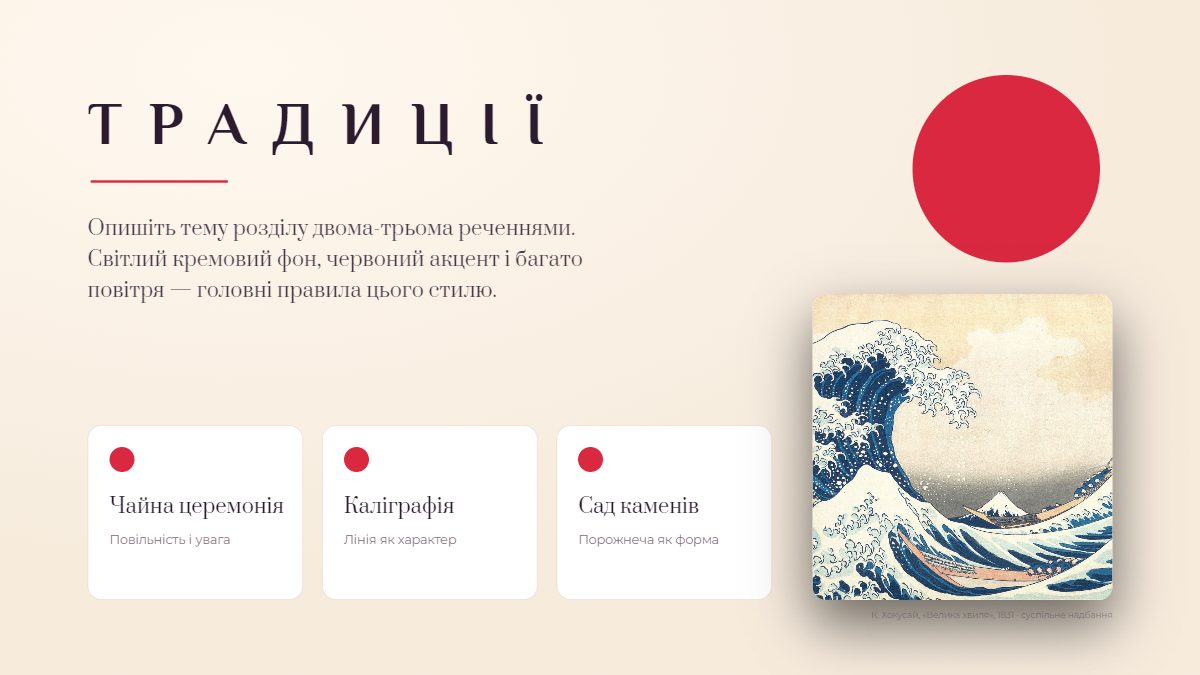 ТРАДИЦІЇ
Опишіть тему розділу двома-трьома реченнями.
Світлий кремовий фон, червоний акцент і багато
повітря — головні правила цього стилю.
Чайна церемонія
Повільність і увага
Каліграфія
Лінія як характер
Сад каменів
Порожнеча як форма
К. Хокусай, «Велика хвиля», 1831 · суспільне надбання